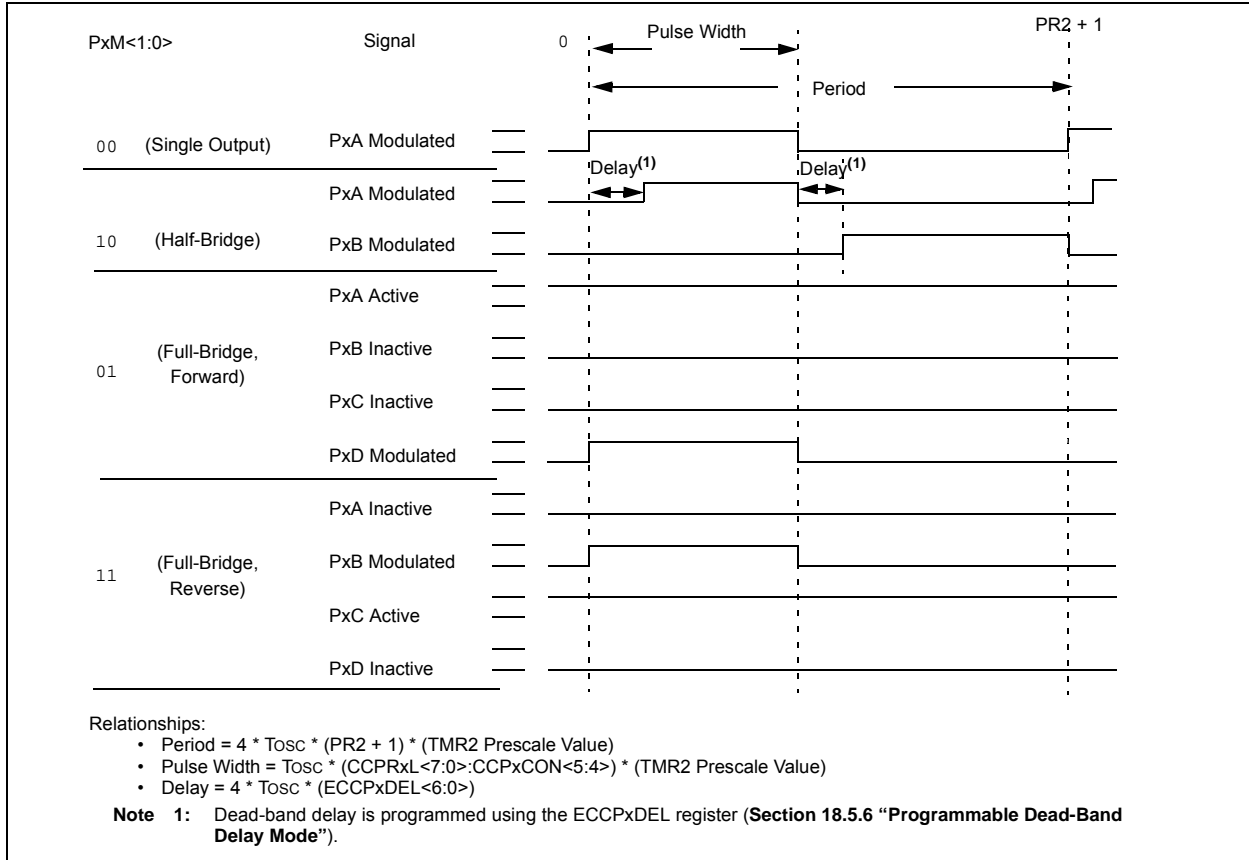 PxM<1:0>
Signal
0
Pulse Width
PR2 + 1
Period
00 (Single Output)
PxA Modulated
Delay(1)
Delay(1)
PxA Modulated
10 (Half-Bridge)
PxB Modulated
PxA Active
PxB Inactive
01 (Full-Bridge,
Forward)
PxC Inactive
PxD Modulated
PxA Inactive
PxB Modulated
11 (Full-Bridge,
Reverse)
PxC Active
PxD Inactive
Relationships:
• Period = 4 * TOSC * (PR2 + 1) * (TMR2 Prescale Value)
• Pulse Width = TOSC * (CCPRxL<7:0>:CCPxCON<5:4>) * (TMR2 Prescale Value)
• Delay = 4 * TOSC * (ECCPxDEL<6:0>)
Note 1: Dead-band delay is programmed using the ECCPxDEL register (Section 18.5.6 “Programmable Dead-Band
Delay Mode”).